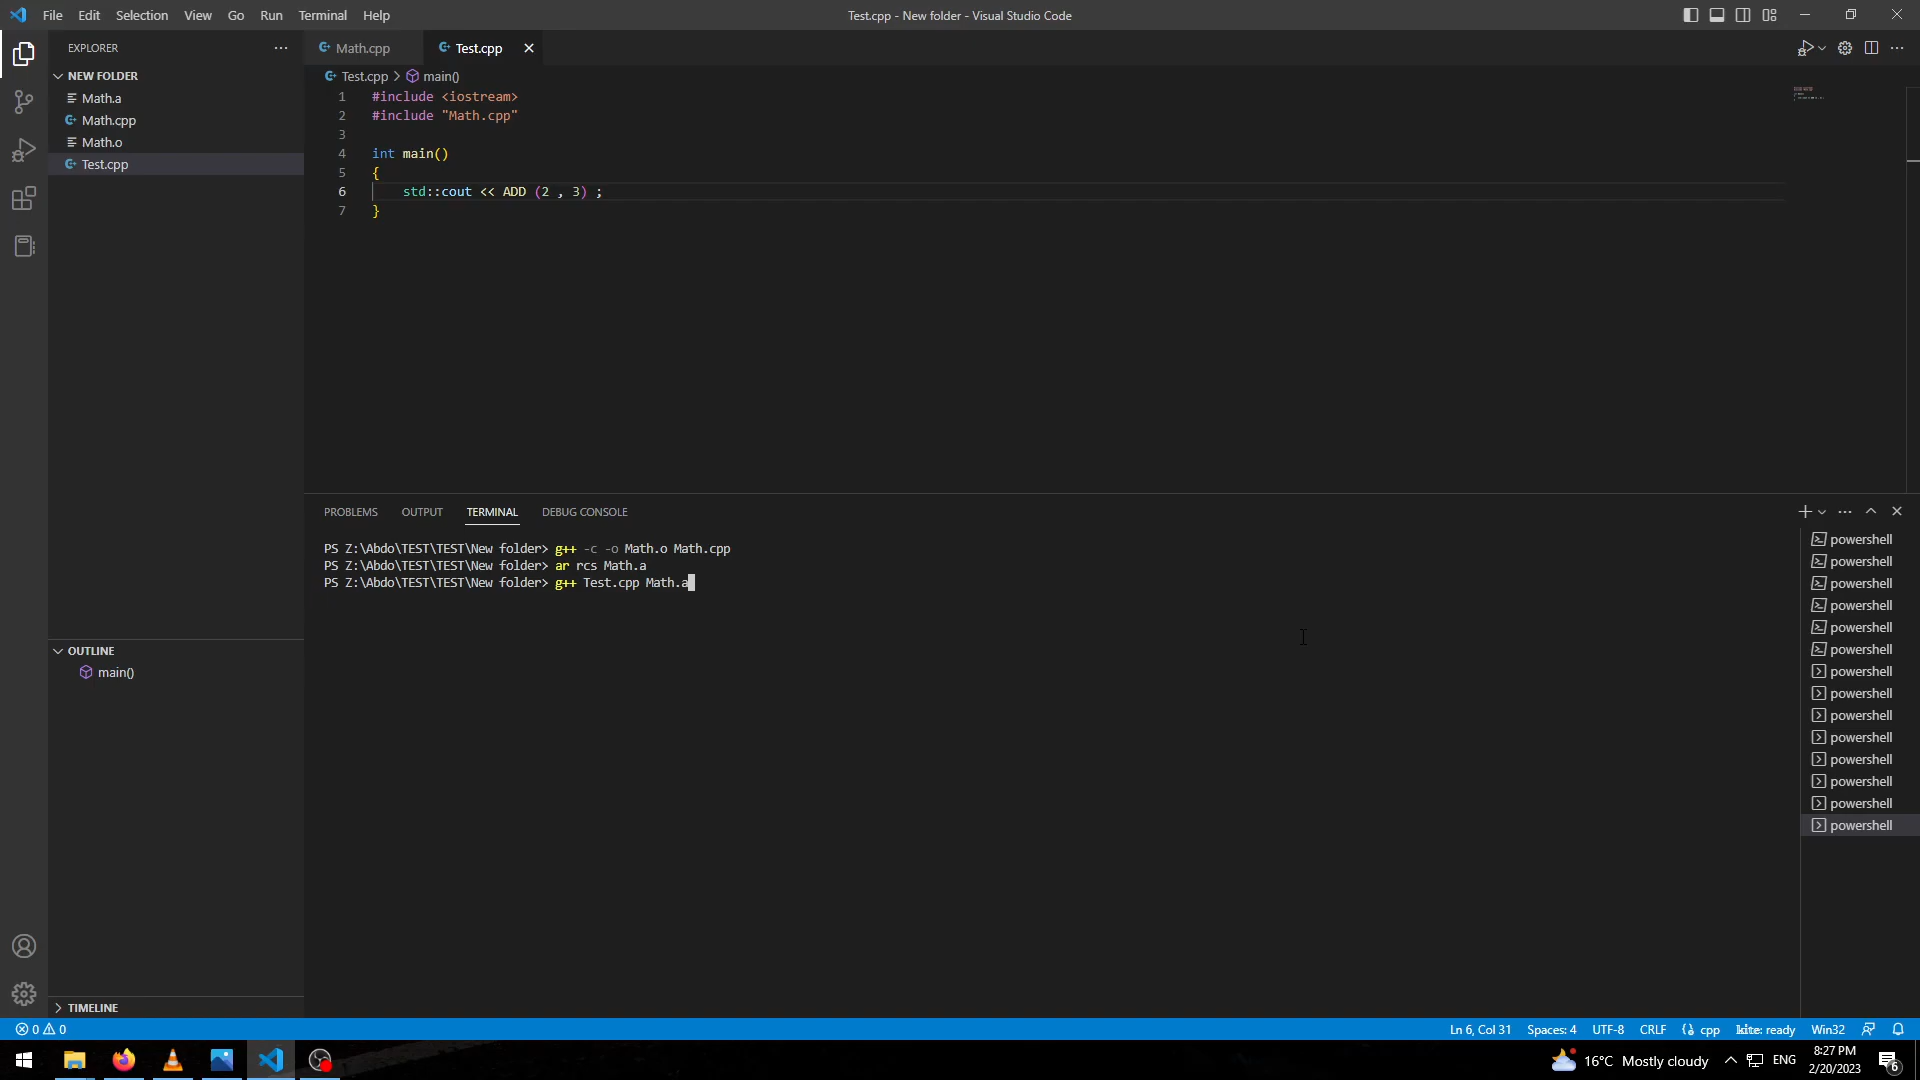 File Edit Selection View Go Run Terminal Help
Test.cpp - New folder - Visual Studio Code
EXPLORER
NEW FOLDER
Math.a
Math.cpp
Math.o
Test.cpp
OUTLINE
main()
TIMELINE
Math.cpp Test.cpp
Test.cpp > main()
1 #include <iostream>
2 #include "Math.cpp"
3
4 int main()
5 {
6 std::cout << ADD (2 , 3) ;
7 }
PROBLEMS OUTPUT TERMINAL DEBUG CONSOLE
PS Z:\Abdo\TEST\TEST\New folder> g++ -c -o Math.o Math.cpp
PS Z:\Abdo\TEST\TEST\New folder> ar rcs Math.a
PS Z:\Abdo\TEST\TEST\New folder> g++ Test.cpp Math.a
powershell
powershell
powershell
powershell
powershell
powershell
powershell
powershell
powershell
powershell
powershell
powershell
powershell
powershell
0 0
Ln 6, Col 31 Spaces: 4 UTF-8 CRLF cpp kite: ready Win32
16°C Mostly cloudy ENG
8:27 PM
2/20/2023
6